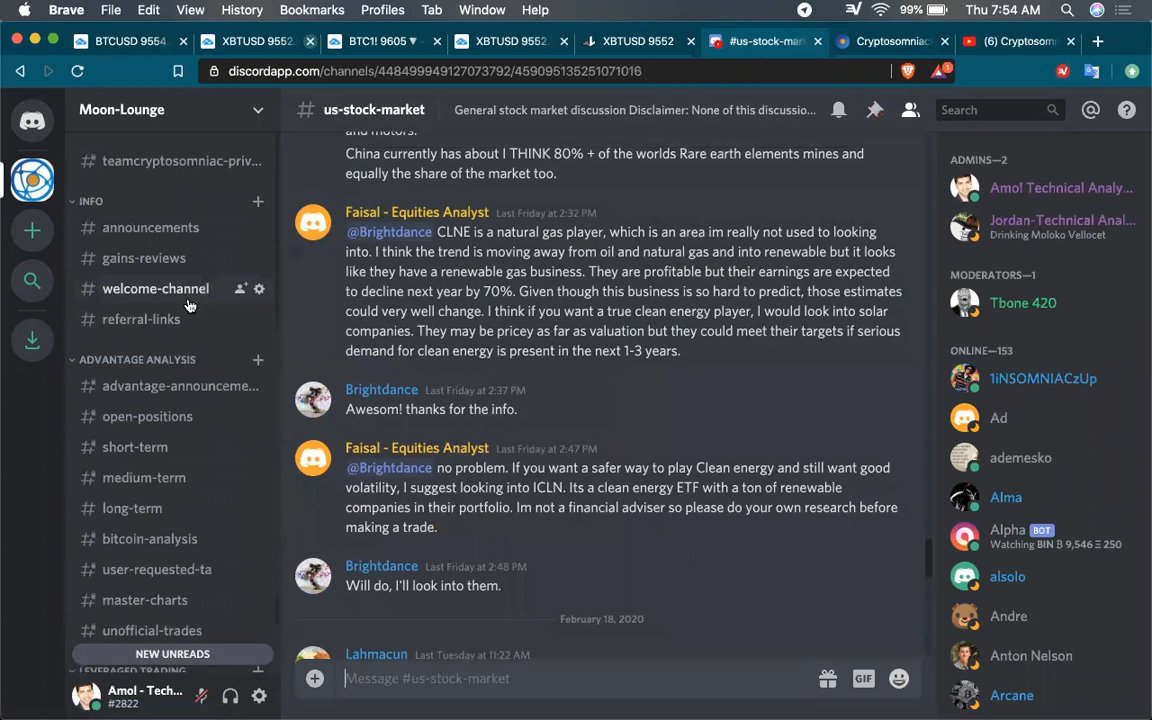 Brave File Edit View History Bookmarks Profiles Tab Window Help 99% Thu 7:54 AM
BTCUSD 9554. XBTUSD 9552. BTC1! 9605 ▼ XBTUSD 9552. XBTUSD 9552 #us-stock-mar Cryptosomniac (6) Cryptosom
discordapp.com/channels/448499949127073792/459095135251071016 1
Moon-Lounge
# us-stock-market General stock market discussion Disclaimer: None of this discussio... Search
teamcryptosomniac-priv...
INFO
announcements
gains-reviews
welcome-channel
referral-links
ADVANTAGE ANALYSIS
advantage-announceme...
open-positions
short-term
medium-term
long-term
bitcoin-analysis
user-requested-ta
master-charts
unofficial-trades
NEW UNREADS
LEVERAGED TRADING
Amol - Tech...
#2822
and motors.
China currently has about I THINK 80% + of the worlds Rare earth elements mines and
equally the share of the market too.
Faisal - Equities Analyst Last Friday at 2:32 PM
@Brightdance CLNE is a natural gas player, which is an area im really not used to looking
into. I think the trend is moving away from oil and natural gas and into renewable but it looks
like they have a renewable gas business. They are profitable but their earnings are expected
to decline next year by 70%. Given though this business is so hard to predict, those estimates
could very well change. I think if you want a true clean energy player, I would look into solar
companies. They may be pricey as far as valuation but they could meet their targets if serious
demand for clean energy is present in the next 1-3 years.
Brightdance Last Friday at 2:37 PM
Awesom! thanks for the info.
Faisal - Equities Analyst Last Friday at 2:47 PM
@Brightdance no problem. If you want a safer way to play Clean energy and still want good
volatility, I suggest looking into ICLN. Its a clean energy ETF with a ton of renewable
companies in their portfolio. Im not a financial adviser so please do your own research before
making a trade.
Brightdance Last Friday at 2:48 PM
Will do, I'll look into them.
February 18, 2020
Lahmacun Last Tuesday at 11:22 AM
Message #us-stock-market
GIF
ADMINS—2
Amol Technical Analy...
Jordan-Technical Anal...
Drinking Moloko Vellocet
MODERATORS—1
Tbone 420
ONLINE—153
1iNSOMNIACzUp
Ad
ademesko
Alma
Alpha BOT
Watching BIN ₿ 9,546 Ξ 250
alsolo
Andre
Anton Nelson
Arcane